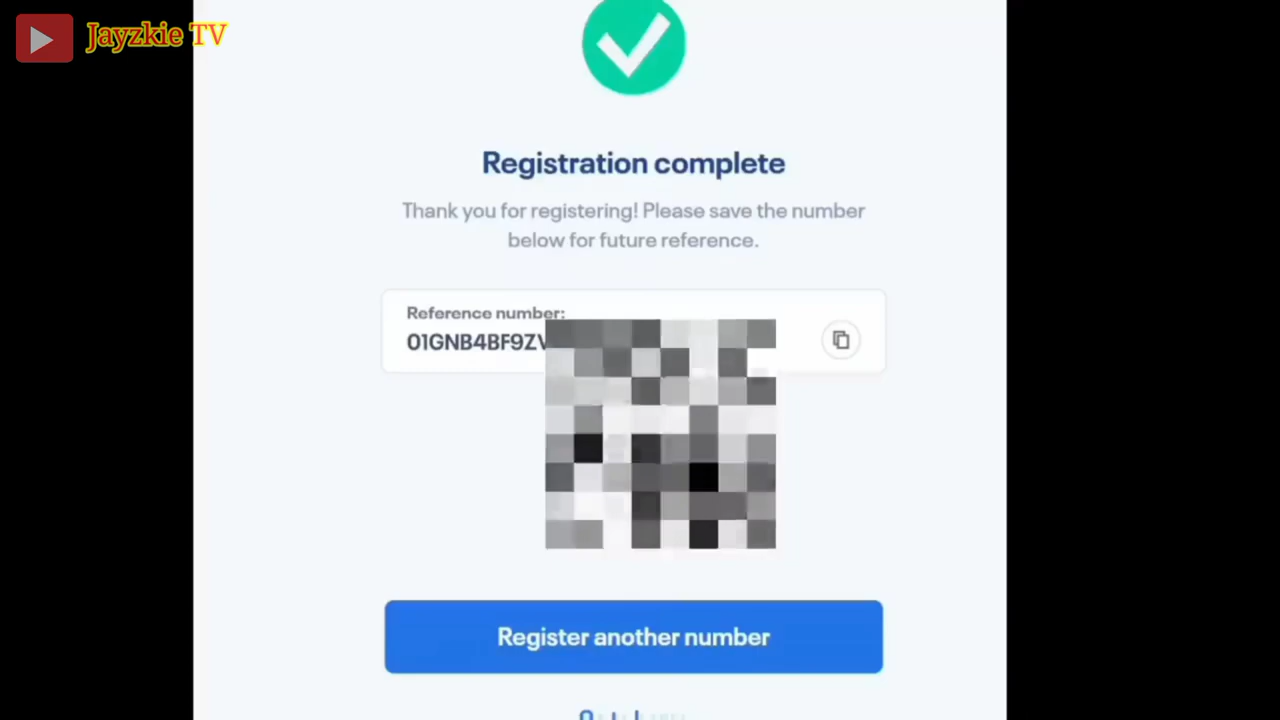 Jayzkie TV
Registration complete
Thank you for registering! Please save the number
below for future reference.
Reference number:
01GNB4BF9ZV
Register another number